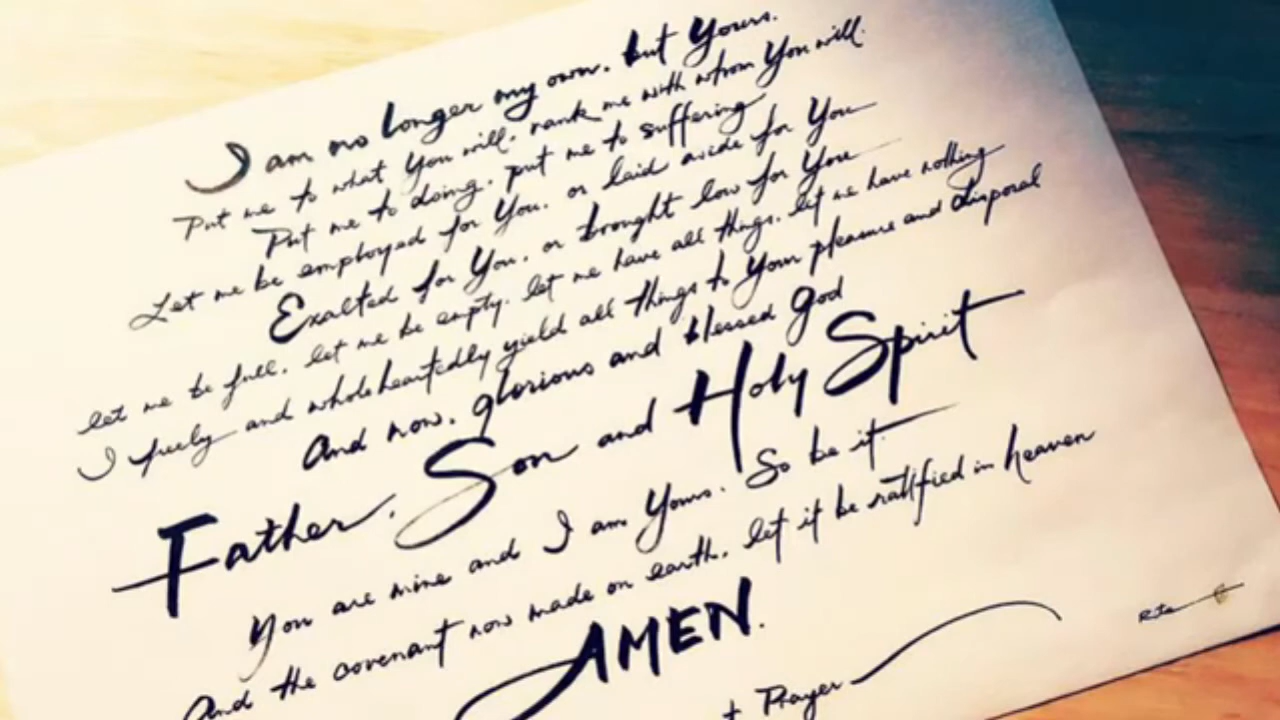 I am no longer my own. but Yours.
Put me to what You will. rank me with whom You will.
Put me to doing. put me to suffering
Let me be employed for You. or laid aside for You
Exalted for You. or brought low for You
let me be full. let me be empty. let me have all things. let me have nothing
I freely and wholeheartedly yield all things to Your pleasure and disposal
And now. glorious and blessed God
Father. Son and Holy Spirit
You are mine and I am Yours. So be it
And the covenant now made on earth. let it be ratified in heaven
AMEN.
Prayer
Rita